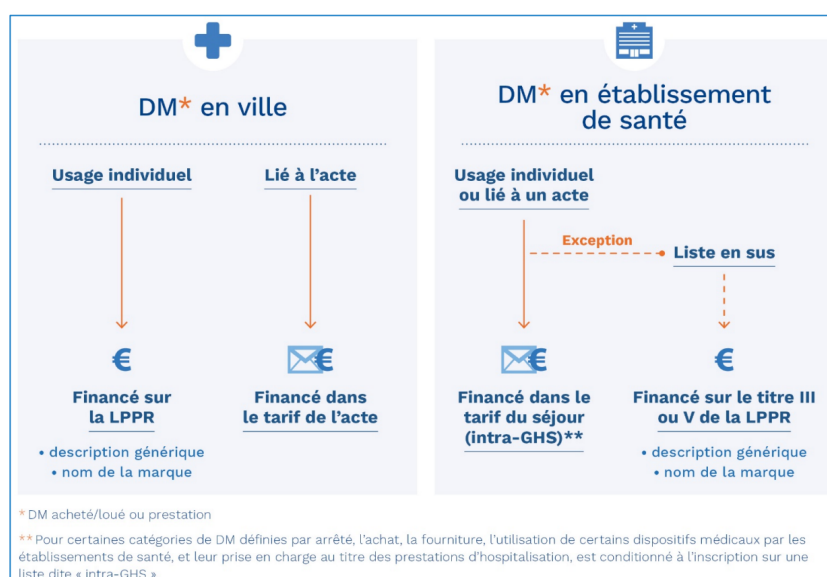 DM* en ville
Usage individuel
Lié à l'acte
€
Financé sur
la LPPR
• description générique
• nom de la marque
€
Financé dans
le tarif de l'acte
DM* en établissement
de santé
Usage individuel
ou lié à un acte
Exception
Liste en sus
€
Financé dans le
tarif du séjour
(intra-GHS)**
€
Financé sur le titre III
ou V de la LPPR
• description générique
• nom de la marque
* DM acheté/loué ou prestation
** Pour certaines catégories de DM définies par arrêté, l'achat, la fourniture, l'utilisation de certains dispositifs médicaux par les
établissements de santé, et leur prise en charge au titre des prestations d'hospitalisation, est conditionné à l'inscription sur une
liste dite « intra-GHS »